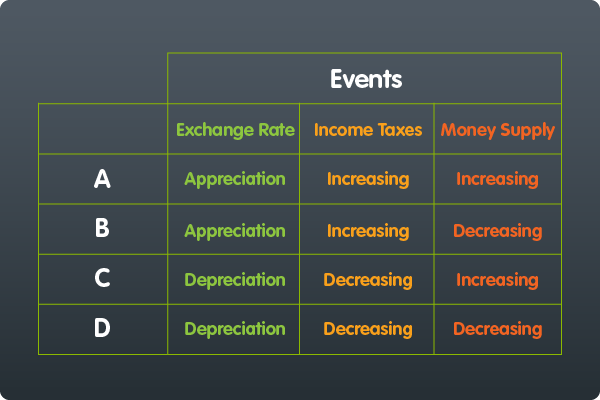 Events
Exchange Rate Income Taxes Money Supply
A Appreciation Increasing Increasing
B Appreciation Increasing Decreasing
C Depreciation Decreasing Increasing
D Depreciation Decreasing Decreasing